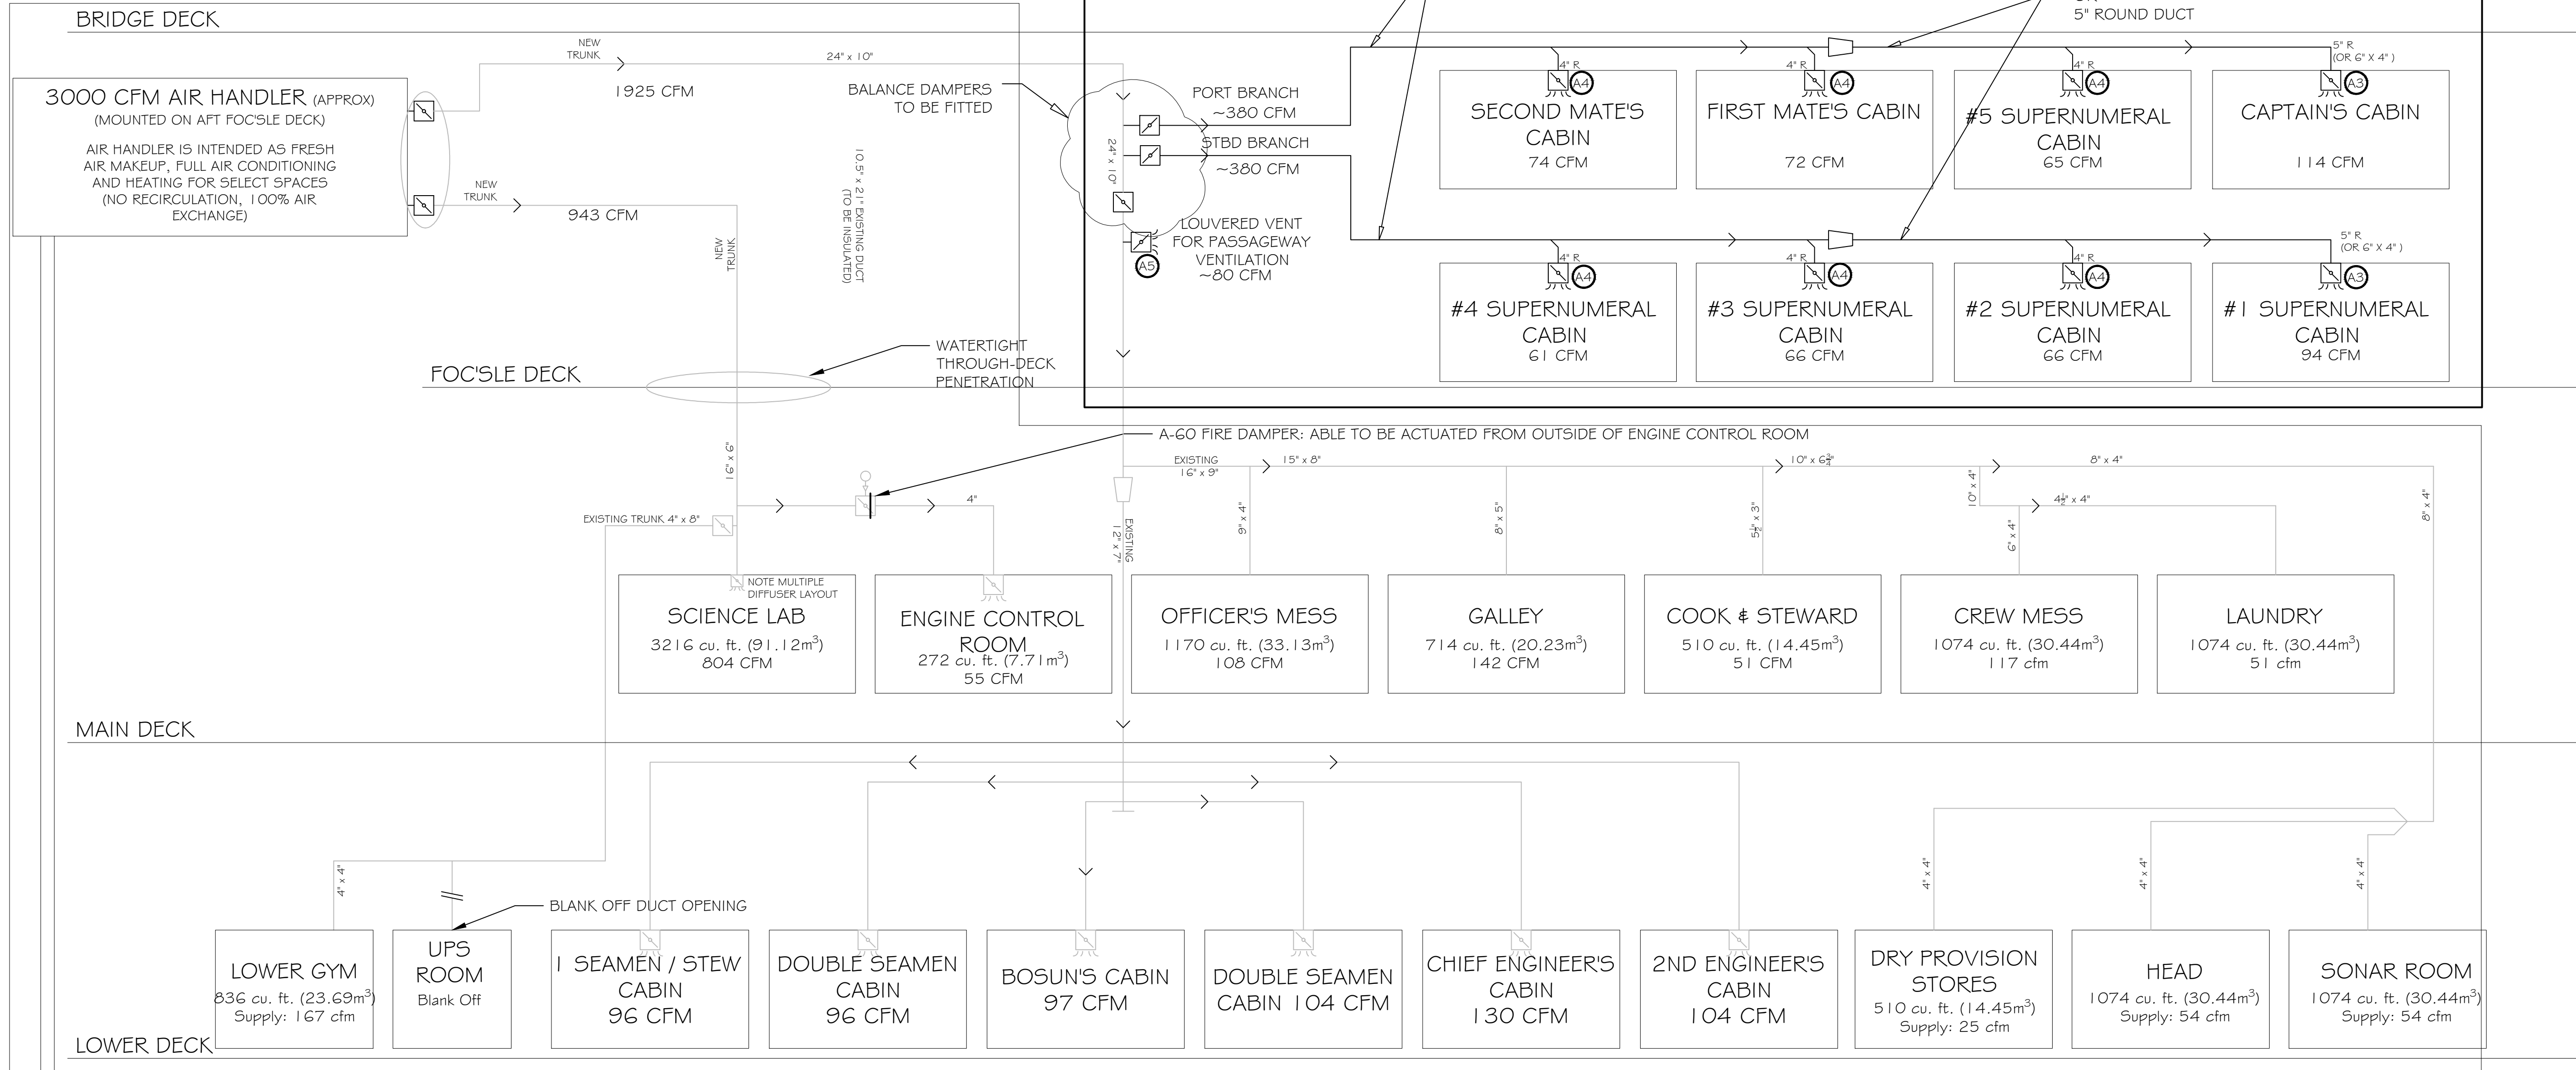 BRIDGE DECK
5" ROUND DUCT
NEW
TRUNK
24" x 10"
1925 CFM
3000 CFM AIR HANDLER (APPROX)
(MOUNTED ON AFT FOC'SLE DECK)
AIR HANDLER IS INTENDED AS FRESH
AIR MAKEUP, FULL AIR CONDITIONING
AND HEATING FOR SELECT SPACES
(NO RECIRCULATION, 100% AIR
EXCHANGE)
NEW
TRUNK
943 CFM
NEW
TRUNK
10.5" x 21" EXISTING DUCT
(TO BE INSULATED)
BALANCE DAMPERS
TO BE FITTED
24" x 10"
PORT BRANCH
~380 CFM
STBD BRANCH
~380 CFM
LOUVERED VENT
FOR PASSAGEWAY
VENTILATION
~80 CFM
A5
4" R
A4
SECOND MATE'S
CABIN
74 CFM
4" R
A4
FIRST MATE'S CABIN
72 CFM
4" R
A4
#5 SUPERNUMERAL
CABIN
65 CFM
5" R
(OR 6" X 4")
A3
CAPTAIN'S CABIN
114 CFM
4" R
A4
#4 SUPERNUMERAL
CABIN
61 CFM
4" R
A4
#3 SUPERNUMERAL
CABIN
66 CFM
4" R
A4
#2 SUPERNUMERAL
CABIN
66 CFM
5" R
(OR 6" X 4")
A3
#1 SUPERNUMERAL
CABIN
94 CFM
WATERTIGHT
THROUGH-DECK
PENETRATION
FOC'SLE DECK
A-60 FIRE DAMPER: ABLE TO BE ACTUATED FROM OUTSIDE OF ENGINE CONTROL ROOM
16" x 9"
4"
EXISTING TRUNK 4" x 8"
EXISTING
16" x 9"
15" x 8"
10" x 6¾"
8" x 4"
EXISTING
12" x 7"
9" x 4"
8" x 5"
5½" x 3"
10" x 4"
4½" x 4"
6" x 4"
8" x 4"
NOTE MULTIPLE
DIFFUSER LAYOUT
SCIENCE LAB
3216 cu. ft. (91.12m³)
804 CFM
ENGINE CONTROL
ROOM
272 cu. ft. (7.71m³)
55 CFM
OFFICER'S MESS
1170 cu. ft. (33.13m³)
108 CFM
GALLEY
714 cu. ft. (20.23m³)
142 CFM
COOK & STEWARD
510 cu. ft. (14.45m³)
51 CFM
CREW MESS
1074 cu. ft. (30.44m³)
117 cfm
LAUNDRY
1074 cu. ft. (30.44m³)
51 cfm
MAIN DECK
4" x 4"
BLANK OFF DUCT OPENING
4" x 4"
4" x 4"
4" x 4"
LOWER GYM
836 cu. ft. (23.69m³)
Supply: 167 cfm
UPS
ROOM
Blank Off
1 SEAMEN / STEW
CABIN
96 CFM
DOUBLE SEAMEN
CABIN
96 CFM
BOSUN'S CABIN
97 CFM
DOUBLE SEAMEN
CABIN 104 CFM
CHIEF ENGINEER'S
CABIN
130 CFM
2ND ENGINEER'S
CABIN
104 CFM
DRY PROVISION
STORES
510 cu. ft. (14.45m³)
Supply: 25 cfm
HEAD
1074 cu. ft. (30.44m³)
Supply: 54 cfm
SONAR ROOM
1074 cu. ft. (30.44m³)
Supply: 54 cfm
LOWER DECK